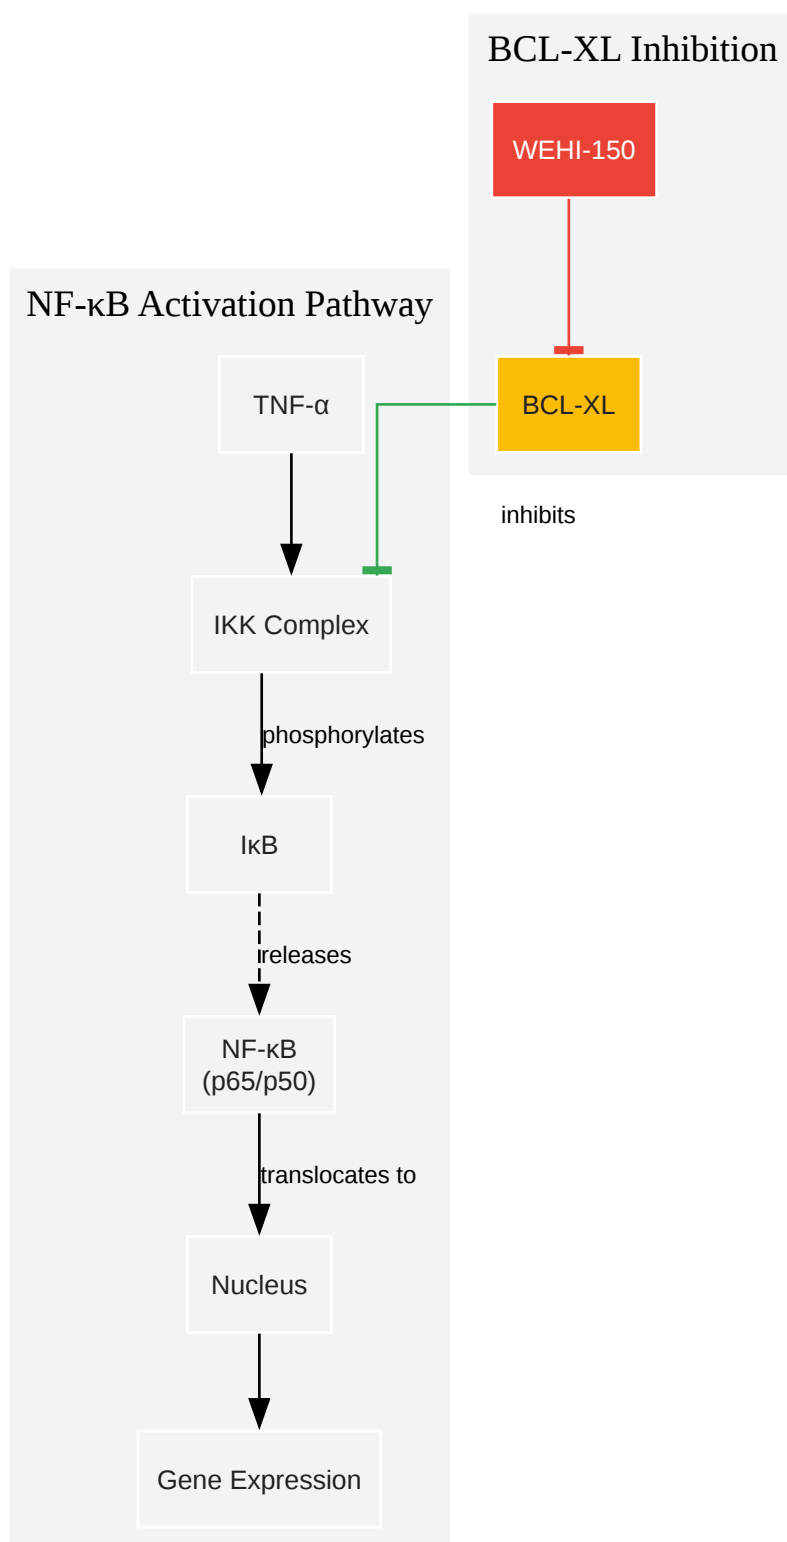 BCL-XL Inhibition
WEHI-150
NF-κB Activation Pathway
TNF-α
BCL-XL
inhibits
IKK Complex
phosphorylates
IκB
releases
NF-κB
(p65/p50)
translocates to
Nucleus
Gene Expression